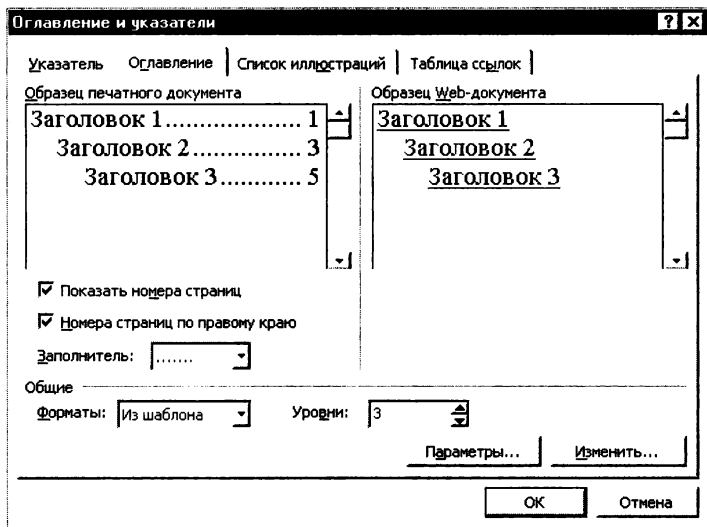 Оглавление и указатели
Указатель Оглавление Список иллюстраций Таблица ссылок
Образец печатного документа
Заголовок 1.................... 1
Заголовок 2................ 3
Заголовок 3............ 5
Образец Web-документа
Заголовок 1
Заголовок 2
Заголовок 3
Показать номера страниц
Номера страниц по правому краю
Заполнитель: .......
Общие
Форматы: Из шаблона Уровни: 3
Параметры... Изменить...
ОК Отмена